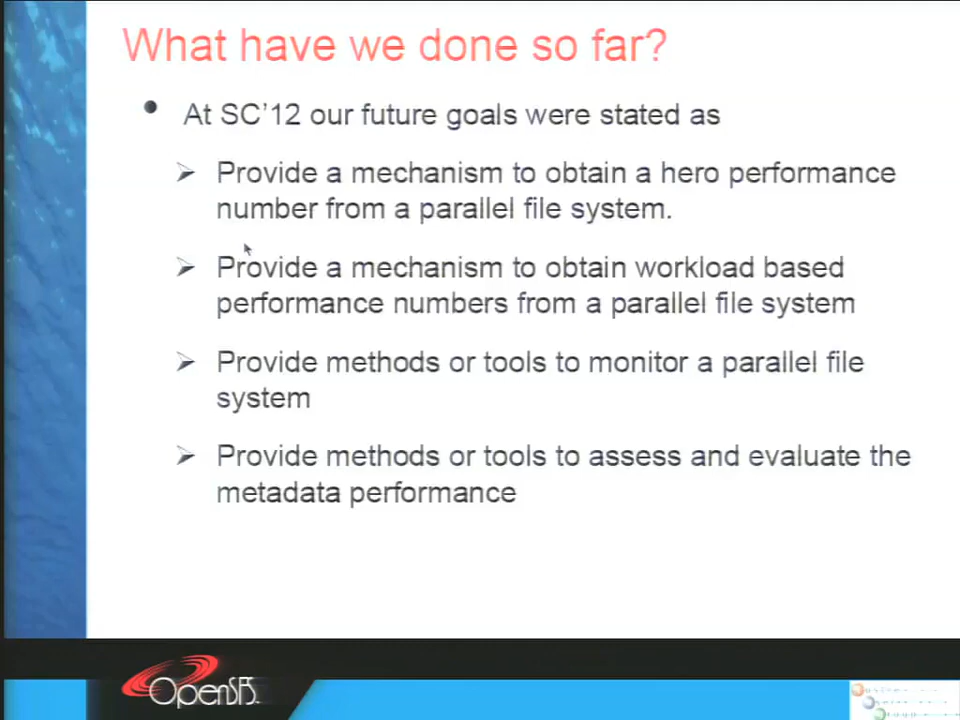 What have we done so far?
• At SC'12 our future goals were stated as
➢ Provide a mechanism to obtain a hero performance
number from a parallel file system.
➢ Provide a mechanism to obtain workload based
performance numbers from a parallel file system
➢ Provide methods or tools to monitor a parallel file
system
➢ Provide methods or tools to assess and evaluate the
metadata performance
OpenSFS